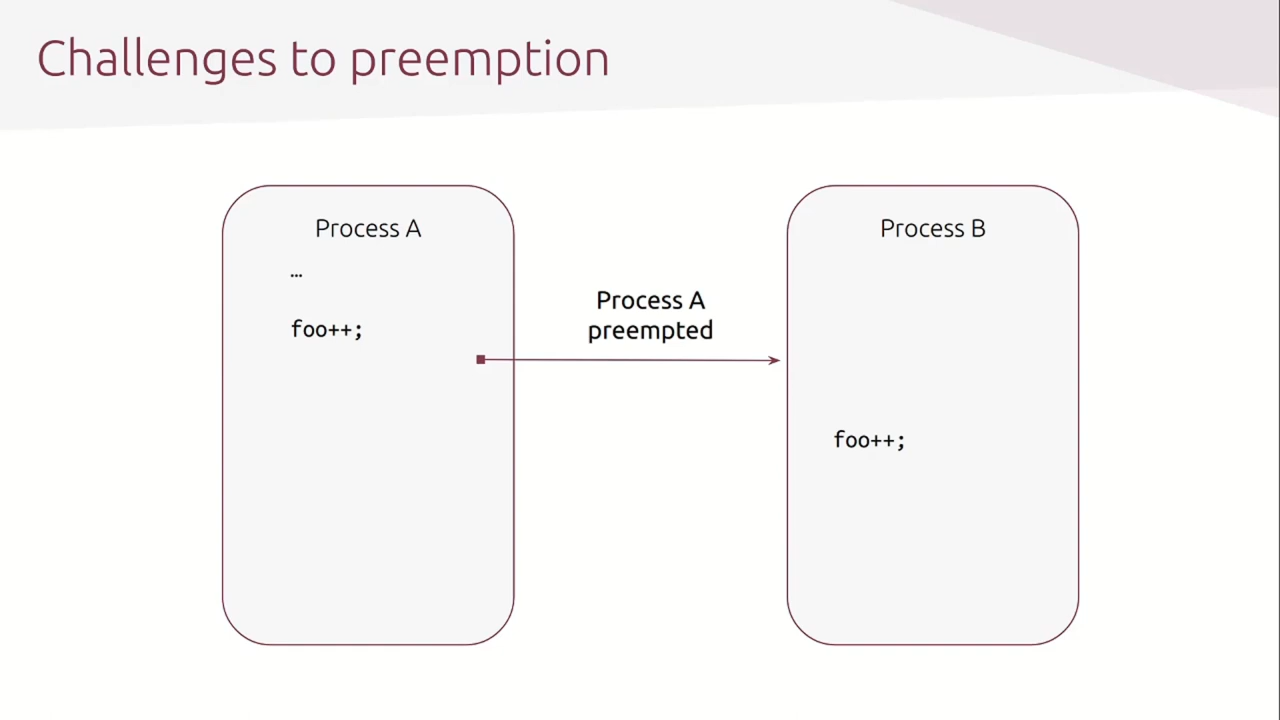 Challenges to preemption
Process A
…
foo++;
Process A
preempted
Process B
foo++;